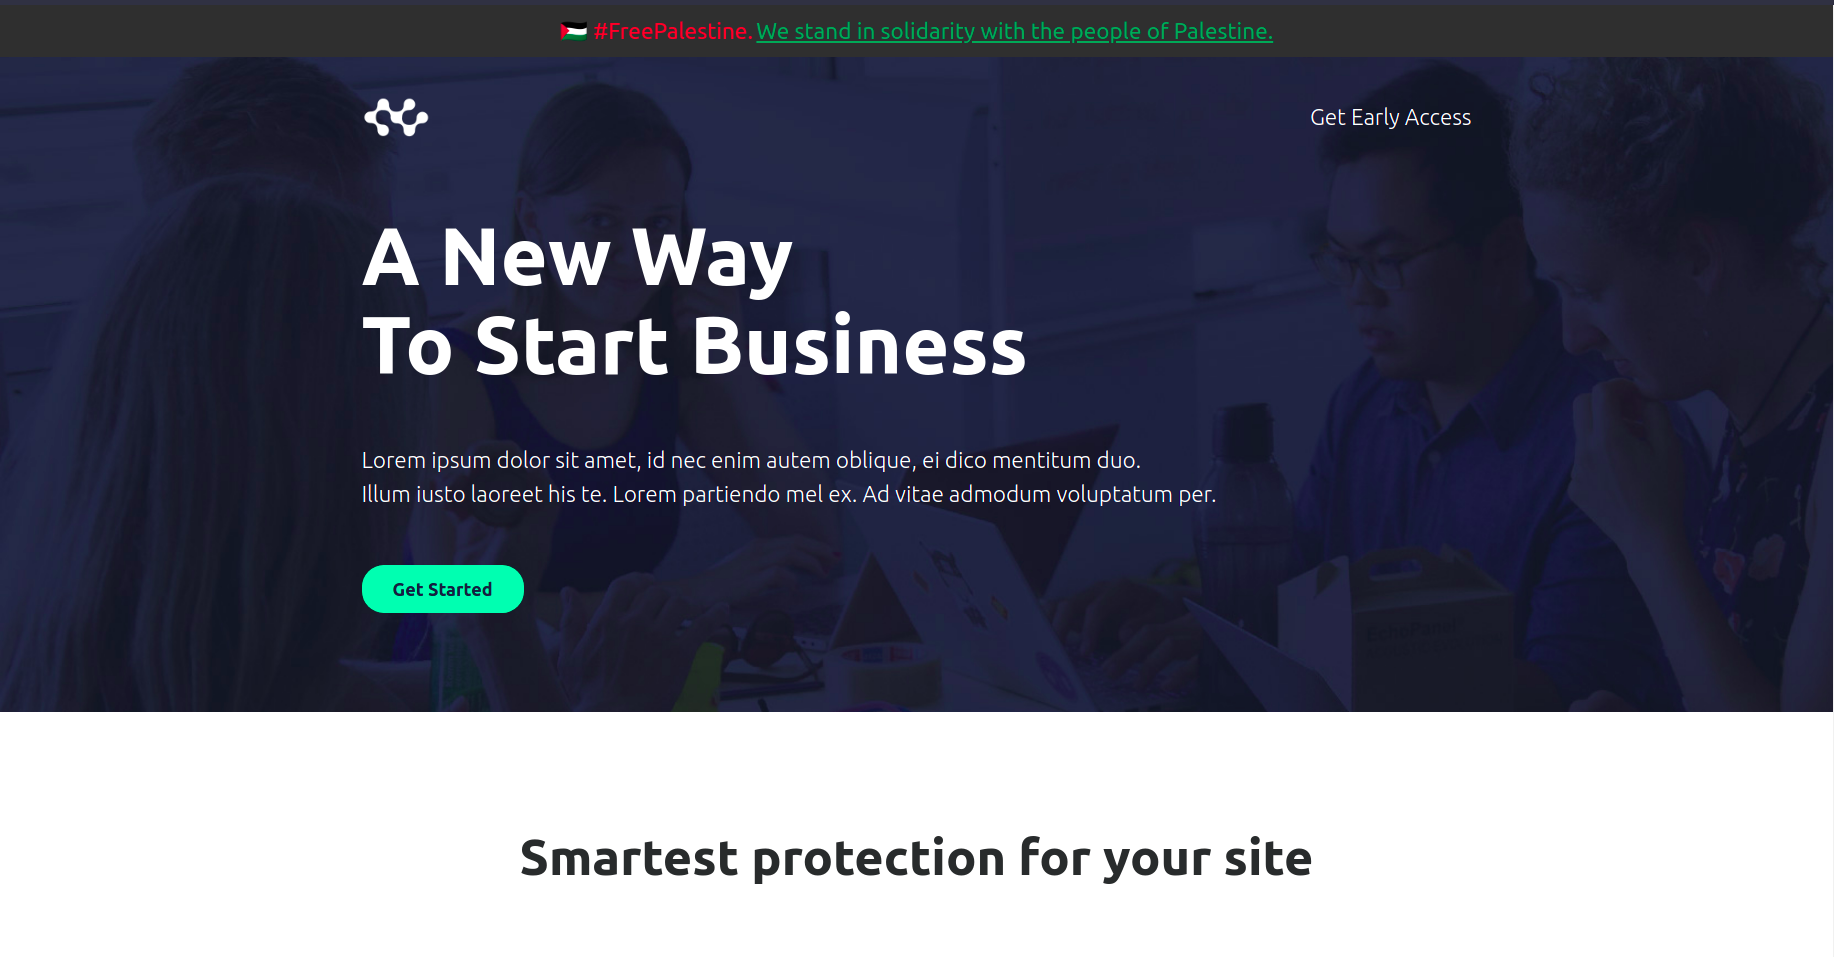 🇵🇸 #FreePalestine. We stand in solidarity with the people of Palestine.
Get Early Access
A New Way
To Start Business
Lorem ipsum dolor sit amet, id nec enim autem oblique, ei dico mentitum duo.
Illum iusto laoreet his te. Lorem partiendo mel ex. Ad vitae admodum voluptatum per.
Get Started
Smartest protection for your site